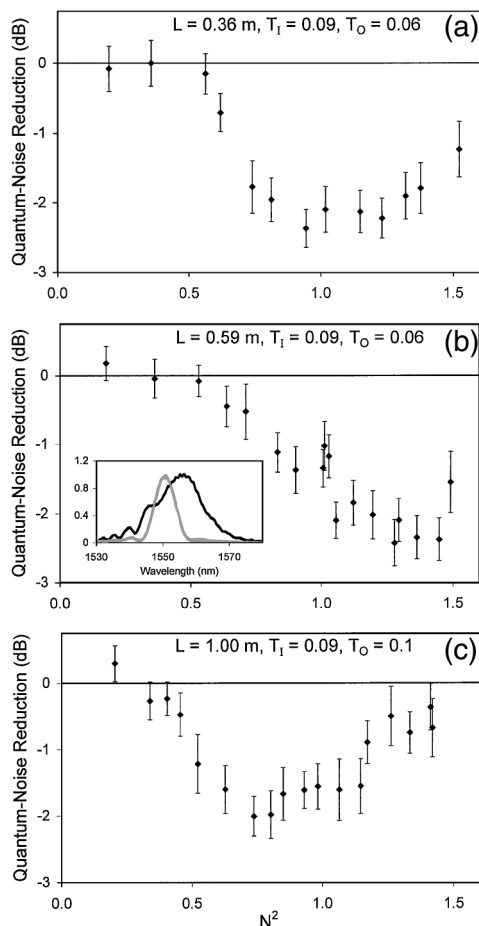 L = 0.36 m, T_I = 0.09, T_O = 0.06 (a)
Quantum-Noise Reduction (dB)
0
-1
-2
-3
0.0 0.5 1.0 1.5
L = 0.59 m, T_I = 0.09, T_O = 0.06 (b)
Quantum-Noise Reduction (dB)
0
-1
-2
-3
1.2
0.8
0.4
0
1530 1550 1570
Wavelength (nm)
0.0 0.5 1.0 1.5
L = 1.00 m, T_I = 0.09, T_O = 0.1 (c)
Quantum-Noise Reduction (dB)
0
-1
-2
-3
0.0 0.5 1.0 1.5
N²